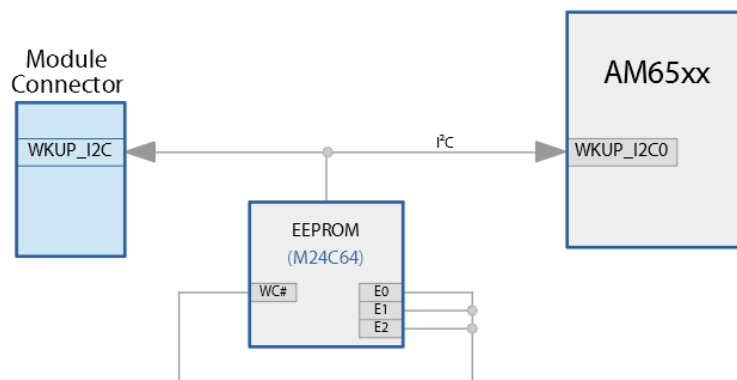 Module
Connector
WKUP_I2C
I²C
AM65xx
WKUP_I2C0
EEPROM
(M24C64)
WC#
E0
E1
E2